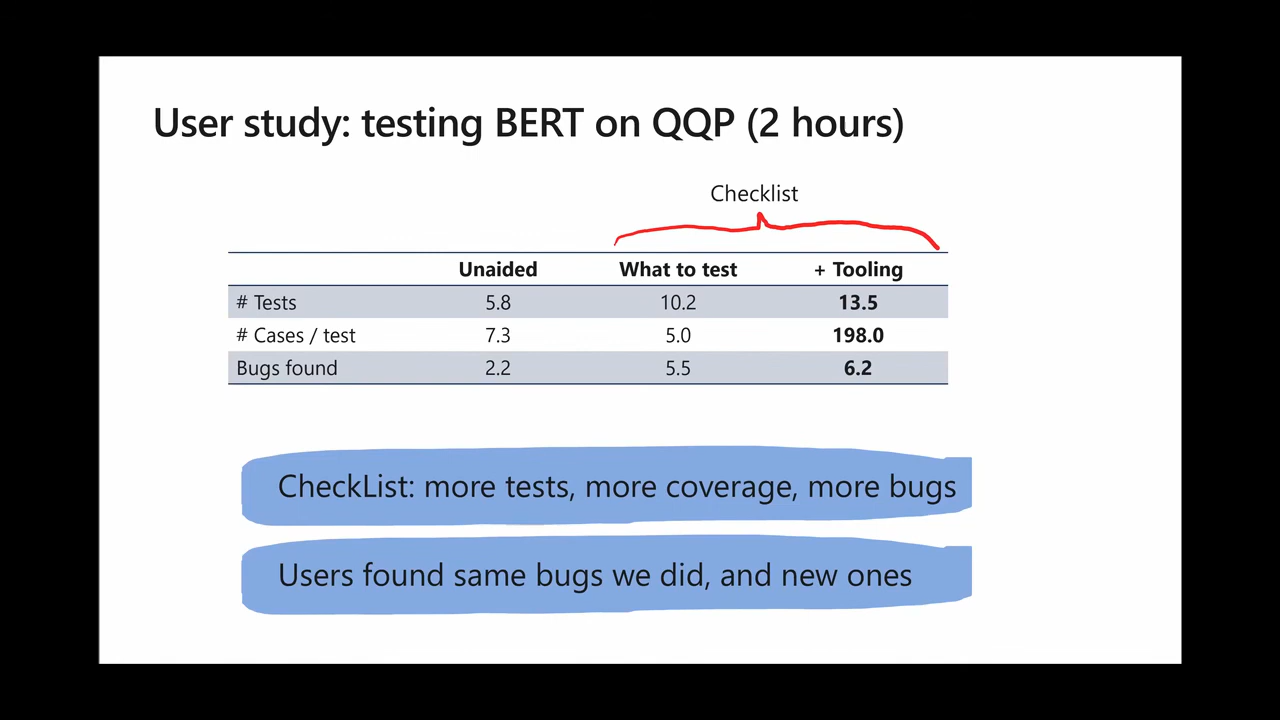 User study: testing BERT on QQP (2 hours)
Checklist
Unaided What to test + Tooling
# Tests 5.8 10.2 13.5
# Cases / test 7.3 5.0 198.0
Bugs found 2.2 5.5 6.2
CheckList: more tests, more coverage, more bugs
Users found same bugs we did, and new ones